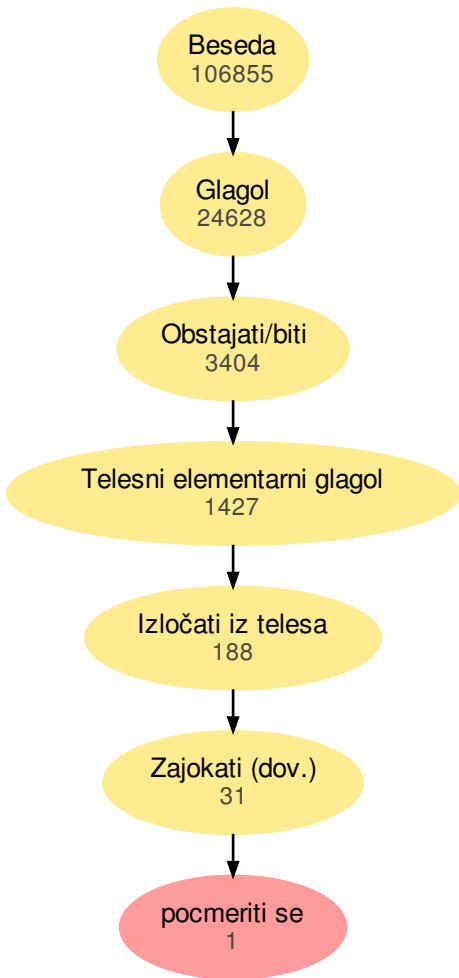 Beseda
106855
Glagol
24628
Obstajati/biti
3404
Telesni elementarni glagol
1427
Izločati iz telesa
188
Zajokati (dov.)
31
pocmeriti se
1